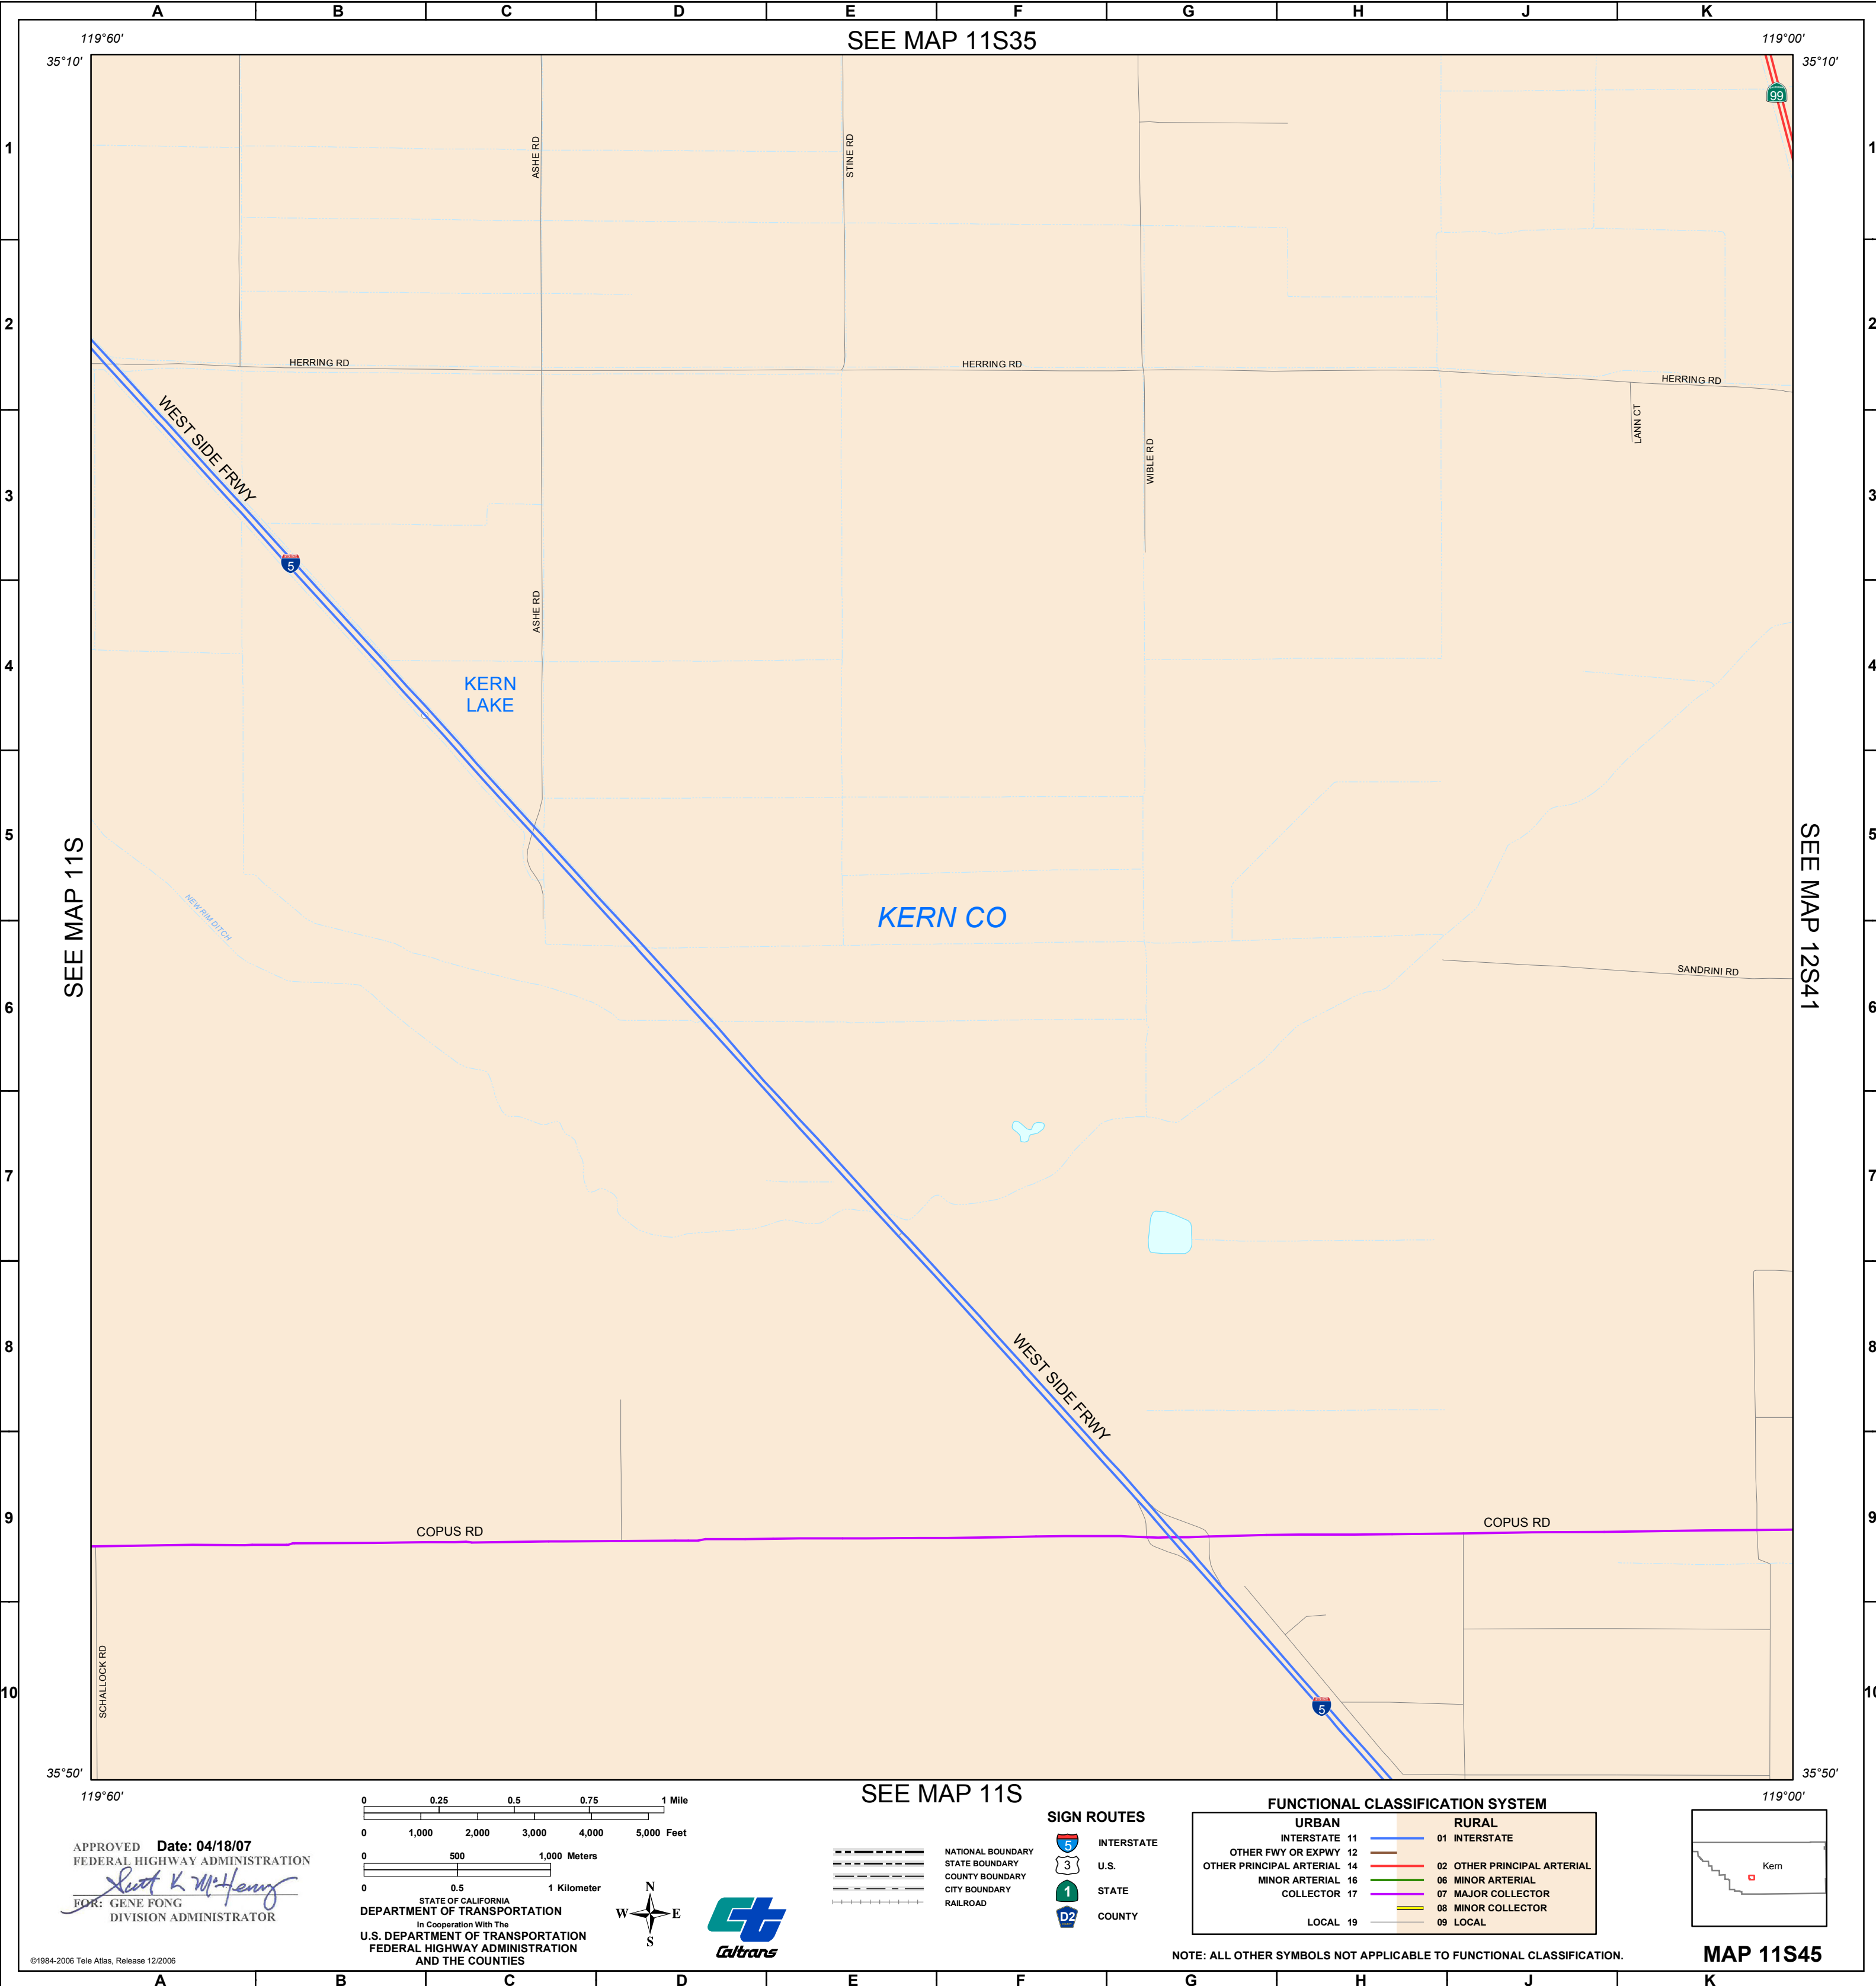 A B C D E F G H J K
119°60'
SEE MAP 11S35
119°00'
35°10'
35°10'
99
1
ASHE RD
STINE RD
1
2
2
HERRING RD
HERRING RD
HERRING RD
WEST SIDE FRWY
LANN CT
WIBLE RD
3
3
5
ASHE RD
4
4
KERN
LAKE
5
5
SEE MAP 11S
SEE MAP 12S41
NEW RIM DITCH
KERN CO
SANDRINI RD
6
6
7
7
8
8
WEST SIDE FRWY
9
9
COPUS RD
COPUS RD
SCHALLOCK RD
10
10
5
35°50'
35°50'
119°60'
SEE MAP 11S
119°00'
APPROVED Date: 04/18/07
FEDERAL HIGHWAY ADMINISTRATION
Scott K McHenry
FOR: GENE FONG
DIVISION ADMINISTRATOR
©1984-2006 Tele Atlas, Release 12/2006
0 0.25 0.5 0.75 1 Mile
0 1,000 2,000 3,000 4,000 5,000 Feet
0 500 1,000 Meters
0 0.5 1 Kilometer
STATE OF CALIFORNIA
DEPARTMENT OF TRANSPORTATION
In Cooperation With The
U.S. DEPARTMENT OF TRANSPORTATION
FEDERAL HIGHWAY ADMINISTRATION
AND THE COUNTIES
N
W E
S
Caltrans
NATIONAL BOUNDARY
STATE BOUNDARY
COUNTY BOUNDARY
CITY BOUNDARY
RAILROAD
SIGN ROUTES
5 INTERSTATE
3 U.S.
1 STATE
D2 COUNTY
FUNCTIONAL CLASSIFICATION SYSTEM
URBAN RURAL
INTERSTATE 11 01 INTERSTATE
OTHER FWY OR EXPWY 12
OTHER PRINCIPAL ARTERIAL 14 02 OTHER PRINCIPAL ARTERIAL
MINOR ARTERIAL 16 06 MINOR ARTERIAL
COLLECTOR 17 07 MAJOR COLLECTOR
08 MINOR COLLECTOR
LOCAL 19 09 LOCAL
NOTE: ALL OTHER SYMBOLS NOT APPLICABLE TO FUNCTIONAL CLASSIFICATION.
Kern
MAP 11S45
A B C D E F G H J K